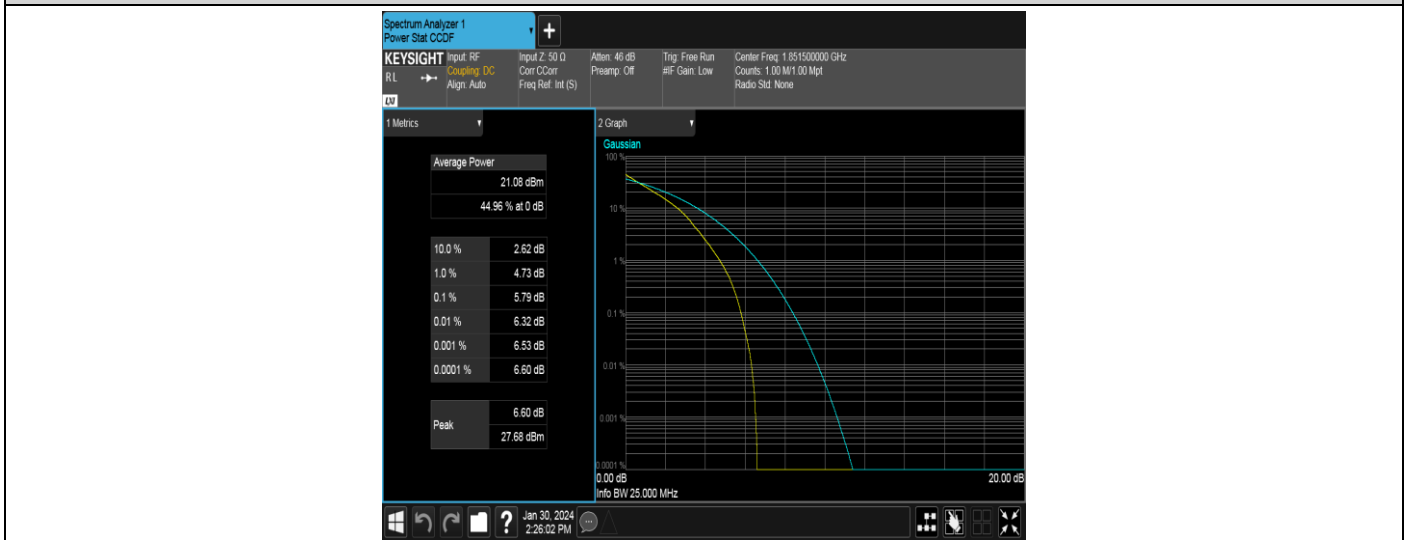 Spectrum Analyzer 1
Power Stat CCDF
+
KEYSIGHT
RL
LXI
Input: RF
Coupling: DC
Align: Auto
Input Z: 50 Ω
Corr CCorr
Freq Ref: Int (S)
Atten: 46 dB
Preamp: Off
Trig: Free Run
#IF Gain: Low
Center Freq: 1.851500000 GHz
Counts: 1.00 M/1.00 Mpt
Radio Std: None
1 Metrics
Average Power
21.08 dBm
44.96 % at 0 dB
10.0 % 2.62 dB
1.0 % 4.73 dB
0.1 % 5.79 dB
0.01 % 6.32 dB
0.001 % 6.53 dB
0.0001 % 6.60 dB
Peak
6.60 dB
27.68 dBm
2 Graph
Gaussian
100 %
10 %
1 %
0.1 %
0.01 %
0.001 %
0.0001 %
0.00 dB 20.00 dB
Info BW 25.000 MHz
?
Jan 30, 2024
2:26:02 PM